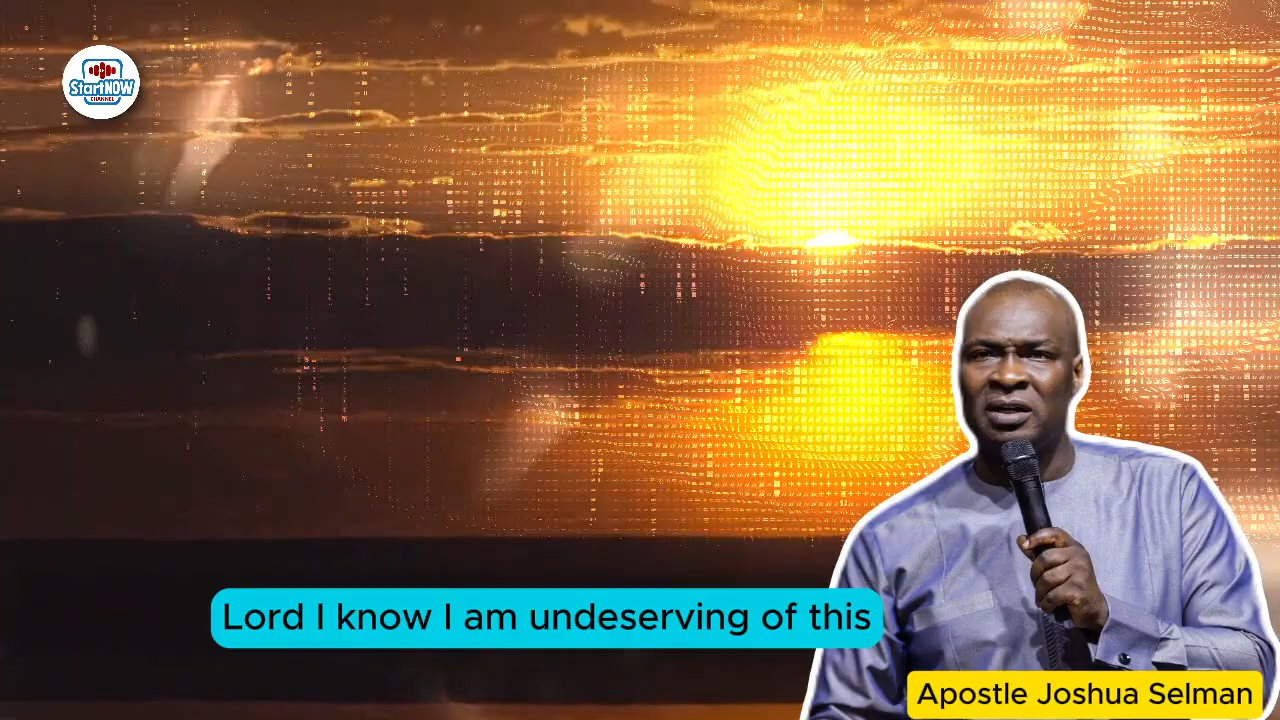 StartNOW
CHANNEL
Lord I know I am undeserving of this
Apostle Joshua Selman